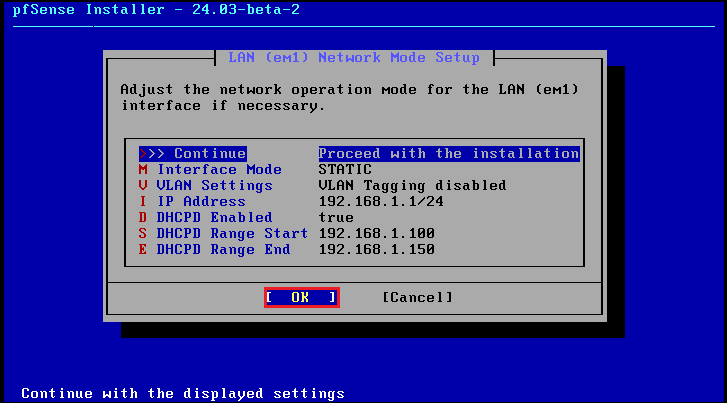 pfSense Installer - 24.03-beta-2
LAN (em1) Network Mode Setup
Adjust the network operation mode for the LAN (em1)
interface if necessary.
>>> Continue Proceed with the installation
M Interface Mode STATIC
V VLAN Settings VLAN Tagging disabled
I IP Address 192.168.1.1/24
D DHCPD Enabled true
S DHCPD Range Start 192.168.1.100
E DHCPD Range End 192.168.1.150
[ OK ] [Cancel]
Continue with the displayed settings